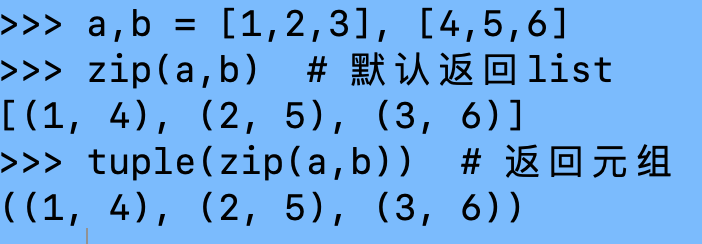 >>> a,b = [1,2,3], [4,5,6]
>>> zip(a,b)  # 默认返回list
[(1, 4), (2, 5), (3, 6)]
>>> tuple(zip(a,b))  # 返回元组
((1, 4), (2, 5), (3, 6))